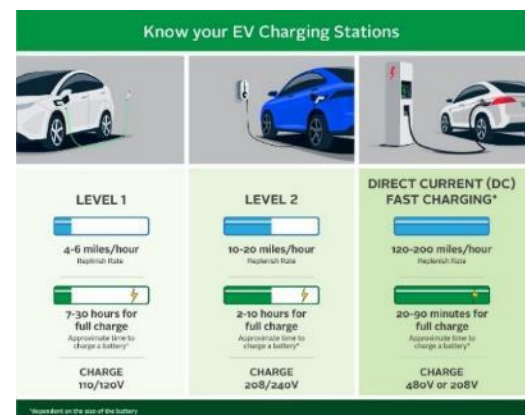 Know your EV Charging Stations
LEVEL 1
4-6 miles/hour
Replenish Rate
7-30 hours for
full charge
Approximate time to
charge a battery*
CHARGE
110/120V
LEVEL 2
10-20 miles/hour
Replenish Rate
2-10 hours for
full charge
Approximate time to
charge a battery*
CHARGE
208/240V
DIRECT CURRENT (DC)
FAST CHARGING*
120-200 miles/hour
Replenish Rate
20-90 minutes for
full charge
Approximate time to
charge a battery*
CHARGE
480V or 208V
*dependent on the size of the battery